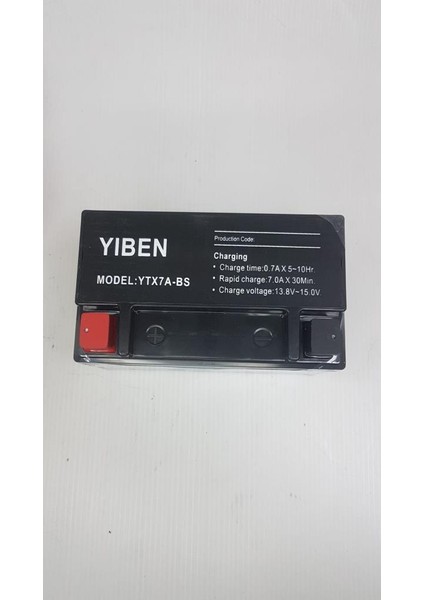 YIBEN
MODEL:YTX7A-BS
Production Code:
Charging
• Charge time:0.7A X 5~10Hr.
• Rapid charge:7.0A X 30Min.
• Charge voltage:13.8V~15.0V